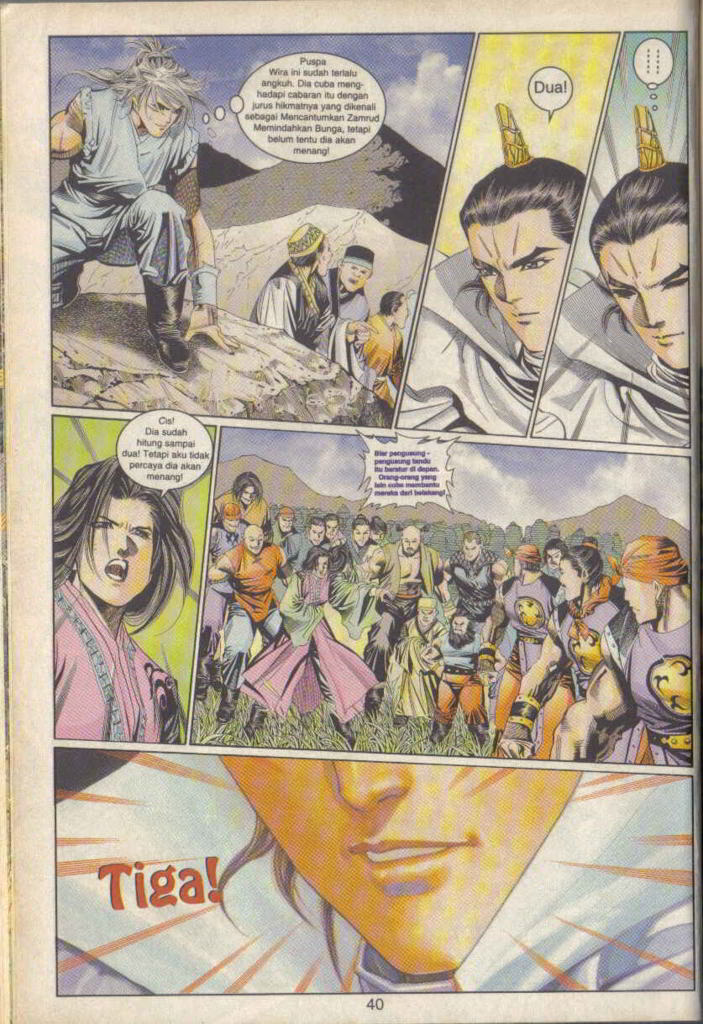 Puspa
Wira ini sudah terlalu
angkuh. Dia cuba meng-
hadapi cabaran itu dengan
jurus hikmatnya yang dikenali
sebagai Mencantumkan Zamrud
Memindahkan Bunga, tetapi
belum tentu dia akan
menang!
Dua!
Cis!
Dia sudah
hitung sampai
dua! Tetapi aku tidak
percaya dia akan
menang!
Biar pengusung -
pengusung tandu
itu beratur di depan.
Orang-orang yang
lain cuba membantu
mereka dari belakang!
Tiga!
40